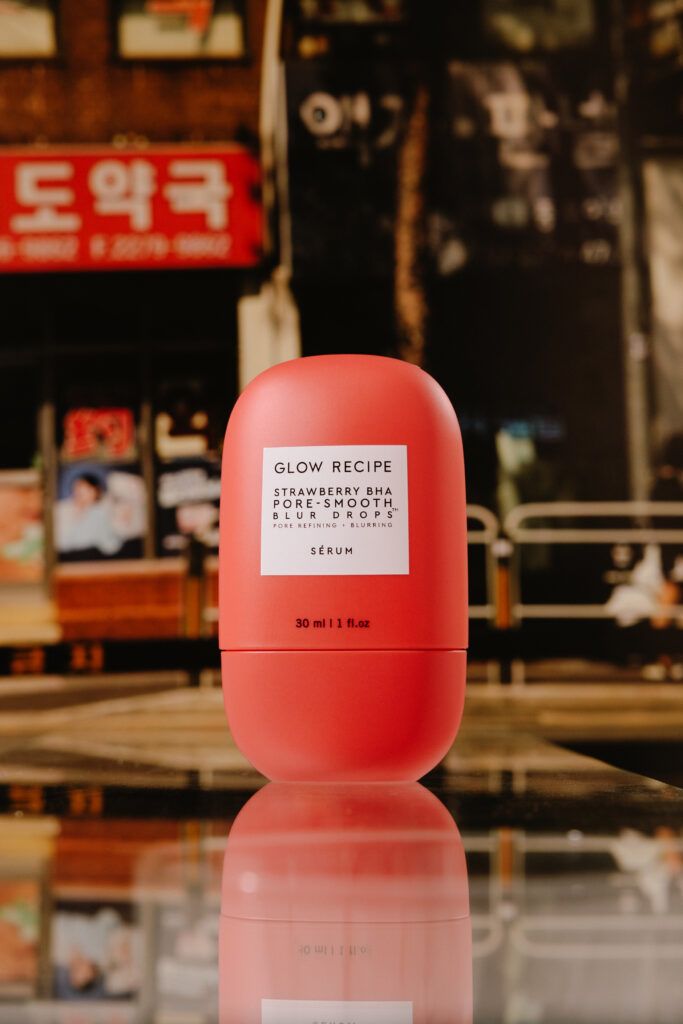 도약국
GLOW RECIPE
STRAWBERRY BHA
PORE-SMOOTH
BLUR DROPS™
PORE REFINING + BLURRING
SÉRUM
30 ml | 1 fl.oz